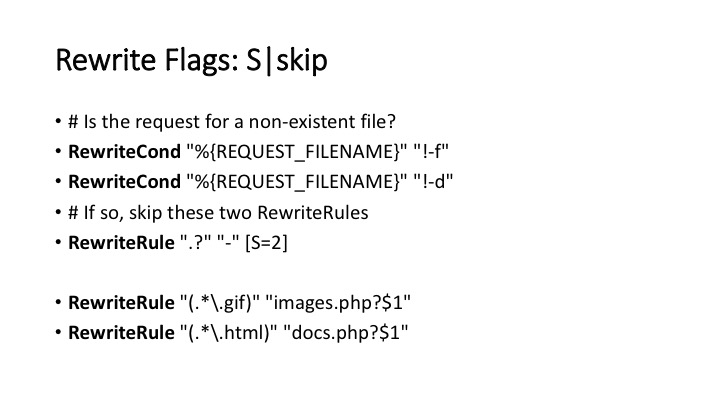 Rewrite Flags: S|skip
• # Is the request for a non-existent file?
• RewriteCond "%{REQUEST_FILENAME}" "!-f"
• RewriteCond "%{REQUEST_FILENAME}" "!-d"
• # If so, skip these two RewriteRules
• RewriteRule ".?" "-" [S=2]
• RewriteRule "(.*\.gif)" "images.php?$1"
• RewriteRule "(.*\.html)" "docs.php?$1"